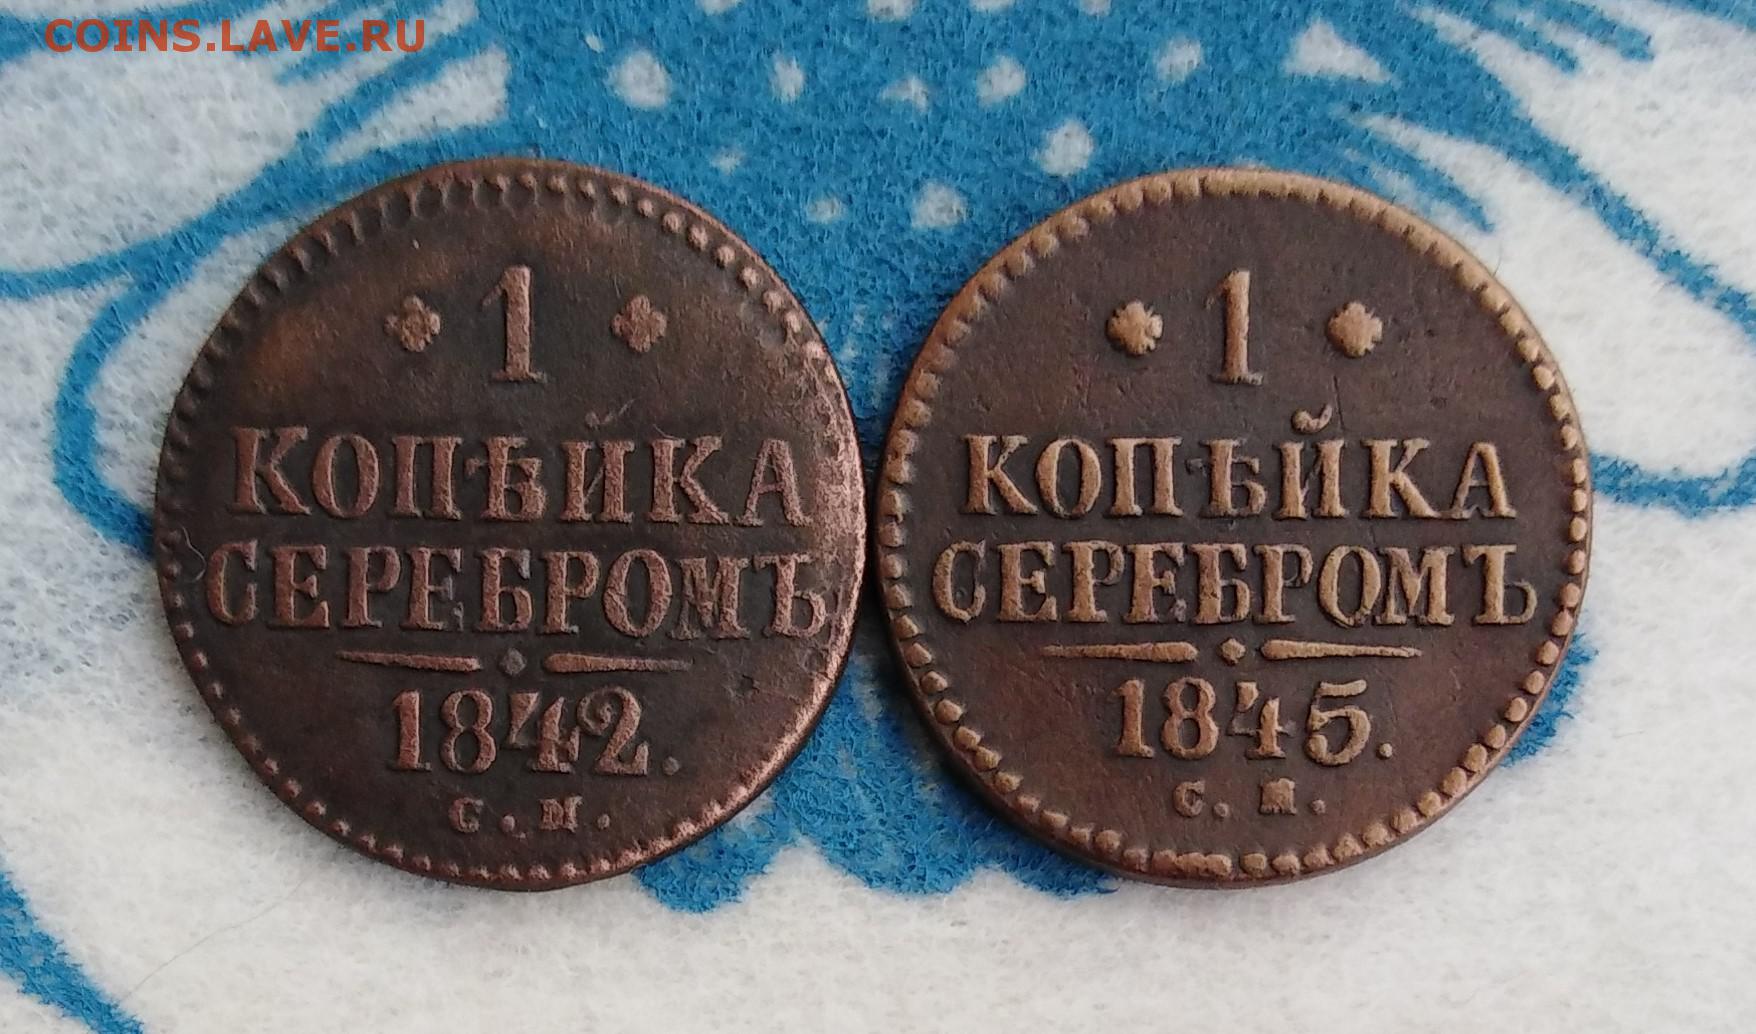 COINS.LAVE.RU
1
КОПѢЙКА
СЕРЕБРОМЪ
1842.
С. М.
1
КОПѢЙКА
СЕРЕБРОМЪ
1845.
С. М.